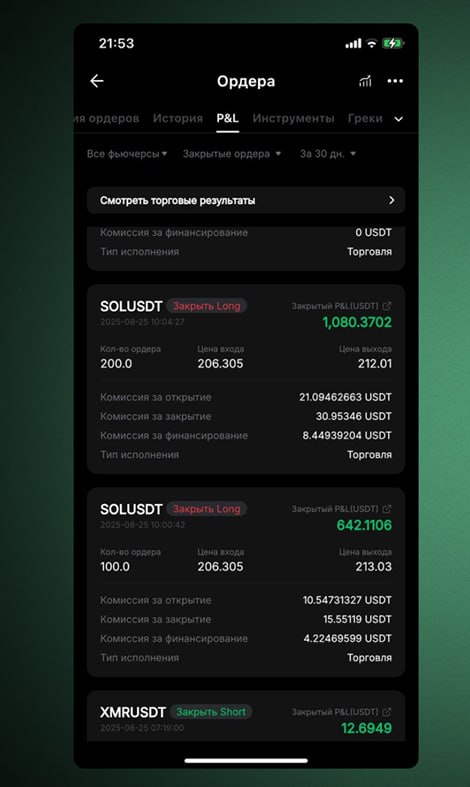 21:53
Ордера
ия ордеров История P&L Инструменты Греки
Все фьючерсы Закрытые ордера За 30 дн.
Смотреть торговые результаты
Комиссия за финансирование 0 USDT
Тип исполнения Торговля
SOLUSDT Закрыть Long Закрытый P&L(USDT)
2025-08-25 10:04:27 1,080.3702
Кол-во ордера Цена входа Цена выхода
200.0 206.305 212.01
Комиссия за открытие 21.09462663 USDT
Комиссия за закрытие 30.95346 USDT
Комиссия за финансирование 8.44939204 USDT
Тип исполнения Торговля
SOLUSDT Закрыть Long Закрытый P&L(USDT)
2025-08-25 10:00:42 642.1106
Кол-во ордера Цена входа Цена выхода
100.0 206.305 213.03
Комиссия за открытие 10.54731327 USDT
Комиссия за закрытие 15.55119 USDT
Комиссия за финансирование 4.22469599 USDT
Тип исполнения Торговля
XMRUSDT Закрыть Short Закрытый P&L(USDT)
2025-08-25 07:19:00 12.6949